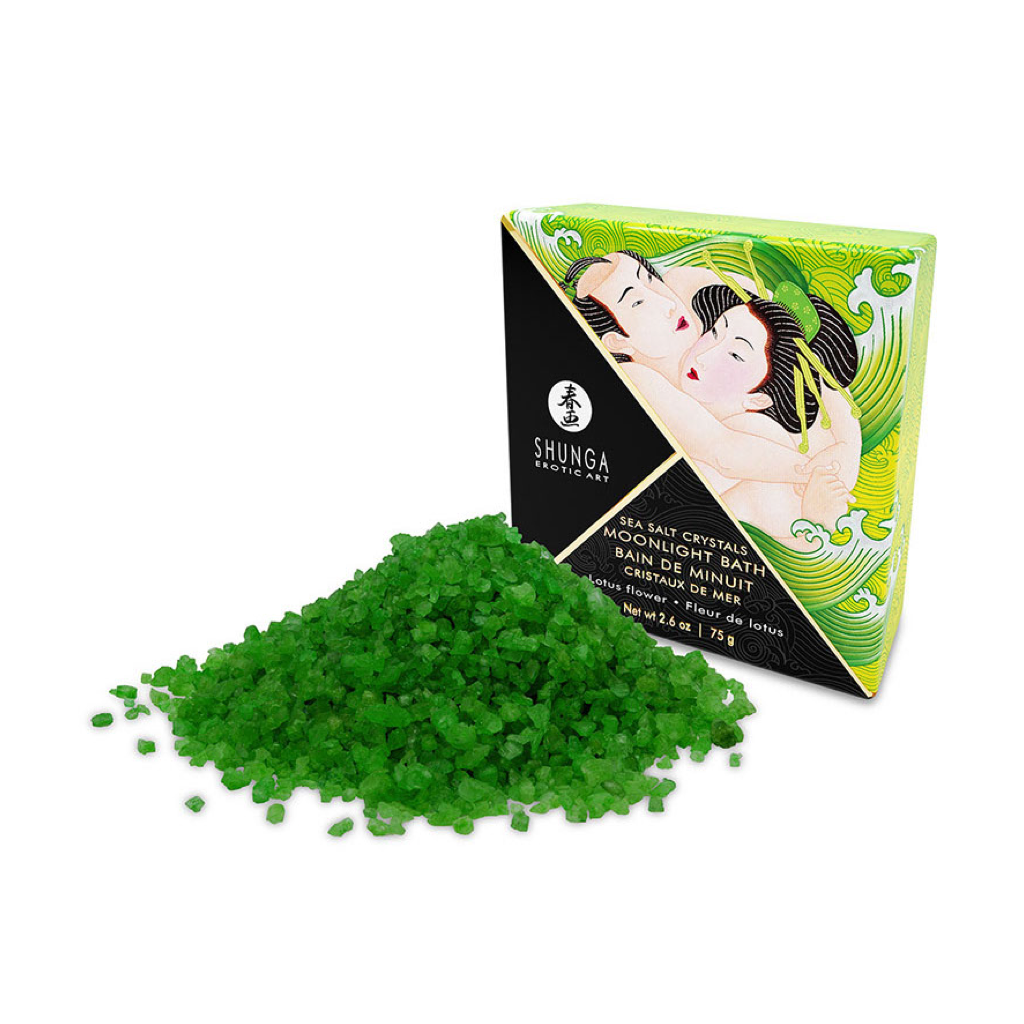 春画
SHUNGA
EROTIC ART
SEA SALT CRYSTALS
MOONLIGHT BATH
BAIN DE MINUIT
CRISTAUX DE MER
Lotus flower • Fleur de lotus
Net wt 2.6 oz | 75 g